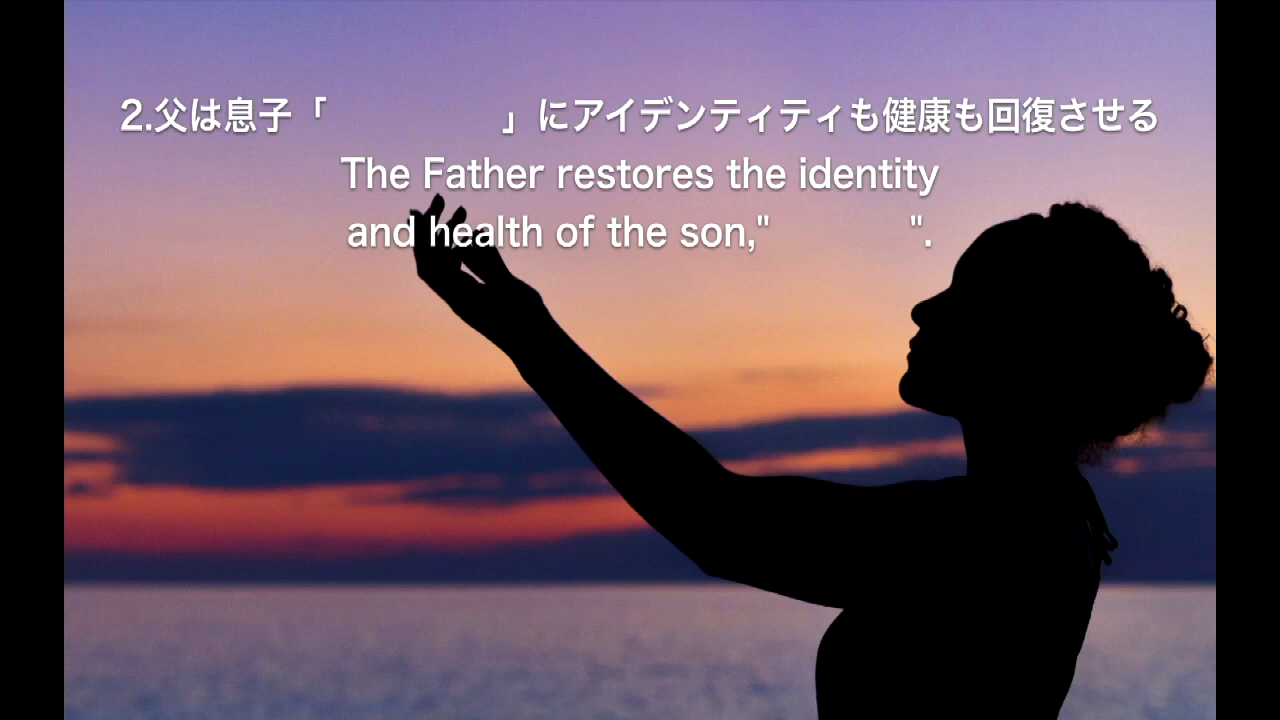 2.父は息子「　　　　　」にアイデンティティも健康も回復させる
The Father restores the identity
and health of the son,"　　　　".